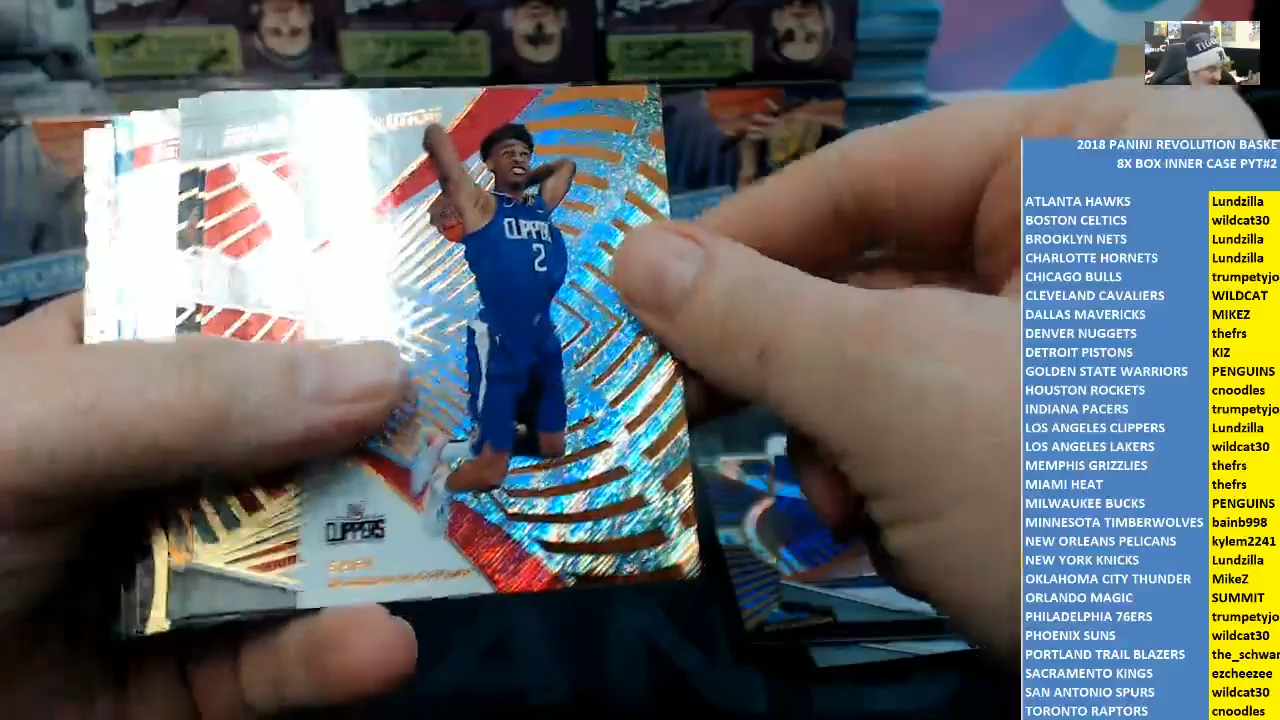 TIGG
2018 PANINI REVOLUTION BASKE
8X BOX INNER CASE PYT#2
ATLANTA HAWKS Lundzilla
BOSTON CELTICS wildcat30
BROOKLYN NETS Lundzilla
CHARLOTTE HORNETS Lundzilla
CHICAGO BULLS trumpetyjo
CLEVELAND CAVALIERS WILDCAT
DALLAS MAVERICKS MIKEZ
DENVER NUGGETS thefrs
DETROIT PISTONS KIZ
GOLDEN STATE WARRIORS PENGUINS
HOUSTON ROCKETS cnoodles
INDIANA PACERS trumpetyjo
LOS ANGELES CLIPPERS Lundzilla
LOS ANGELES LAKERS wildcat30
MEMPHIS GRIZZLIES thefrs
MIAMI HEAT thefrs
MILWAUKEE BUCKS PENGUINS
MINNESOTA TIMBERWOLVES bainb998
NEW ORLEANS PELICANS kylem2241
NEW YORK KNICKS Lundzilla
OKLAHOMA CITY THUNDER MikeZ
ORLANDO MAGIC SUMMIT
PHILADELPHIA 76ERS trumpetyjo
PHOENIX SUNS wildcat30
PORTLAND TRAIL BLAZERS the_schwar
SACRAMENTO KINGS ezcheezee
SAN ANTONIO SPURS wildcat30
TORONTO RAPTORS cnoodles
CLIPPERS
2
CLIPPERS